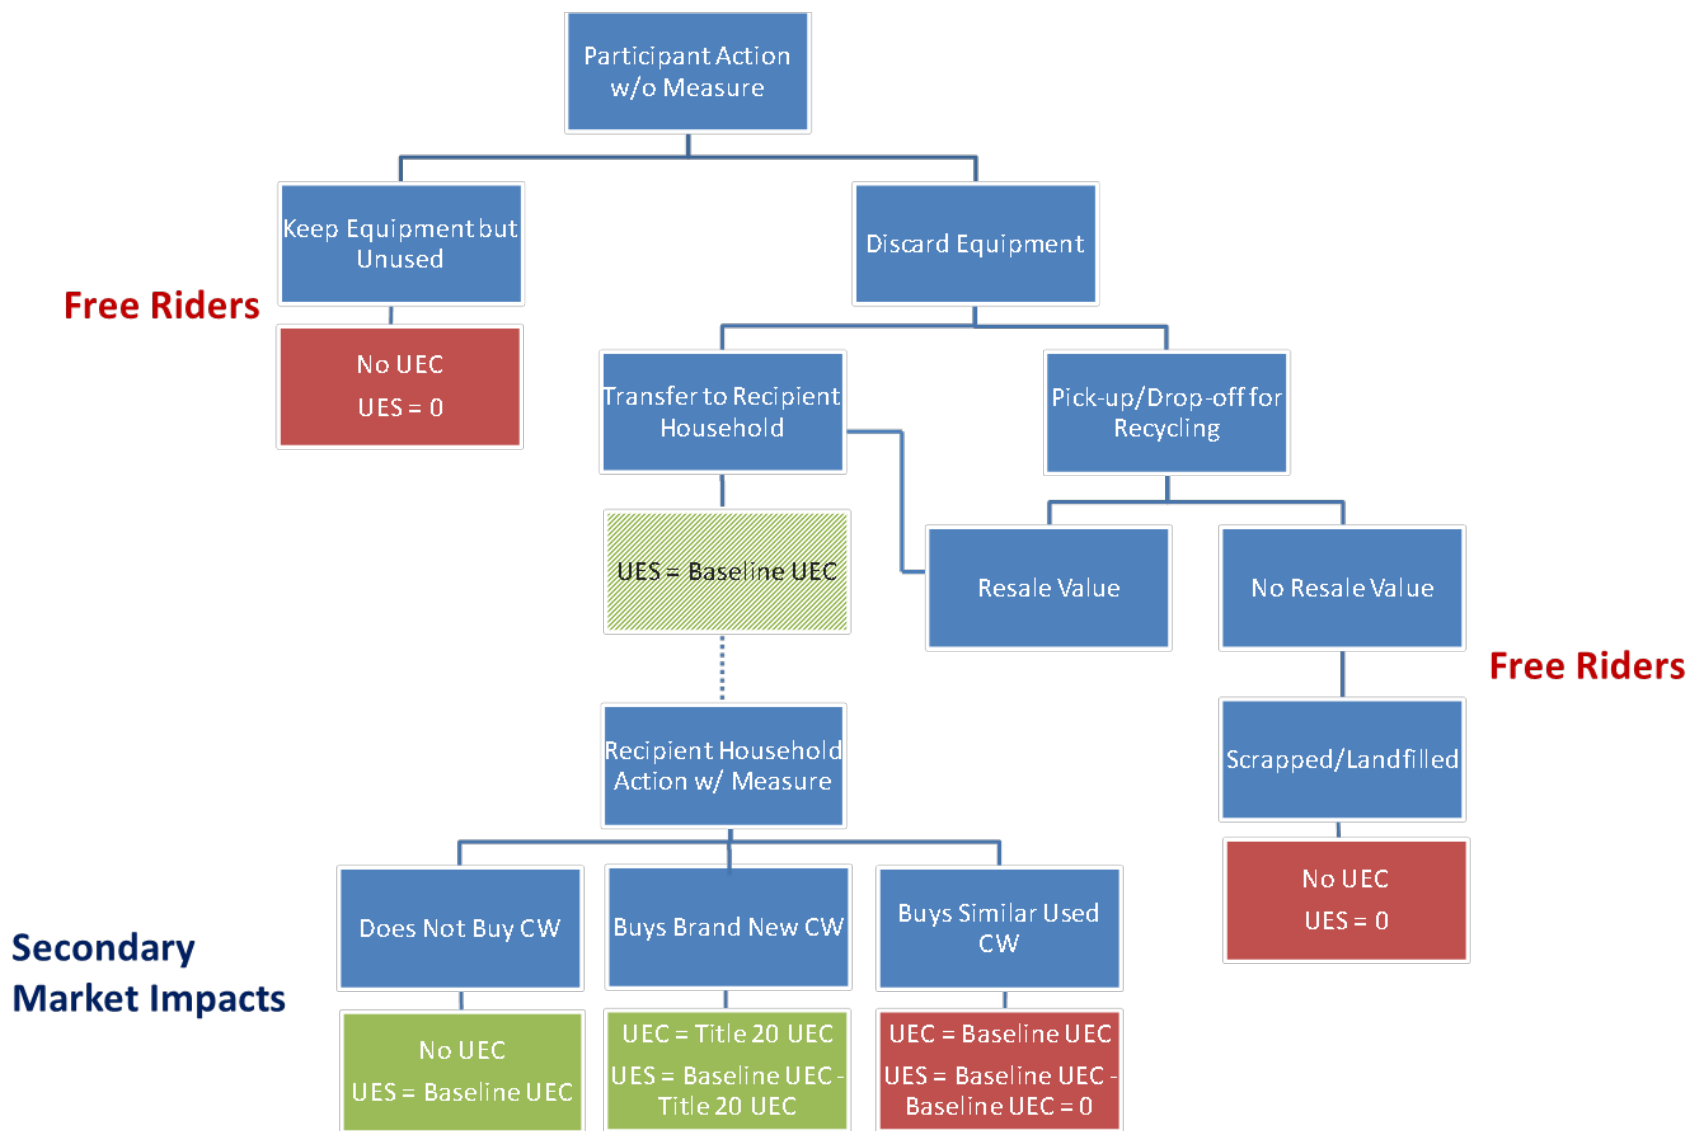 Participant Action
w/o Measure
Keep Equipment but
Unused
Discard Equipment
Free Riders
No UEC
UES = 0
Transfer to Recipient
Household
Pick-up/Drop-off for
Recycling
UES = Baseline UEC
Resale Value
No Resale Value
Free Riders
Recipient Household
Action w/ Measure
Scrapped/Landfilled
No UEC
UES = 0
Does Not Buy CW
Buys Brand New CW
Buys Similar Used
CW
Secondary
Market Impacts
No UEC
UES = Baseline UEC
UEC = Title 20 UEC
UES = Baseline UEC -
Title 20 UEC
UEC = Baseline UEC
UES = Baseline UEC -
Baseline UEC = 0